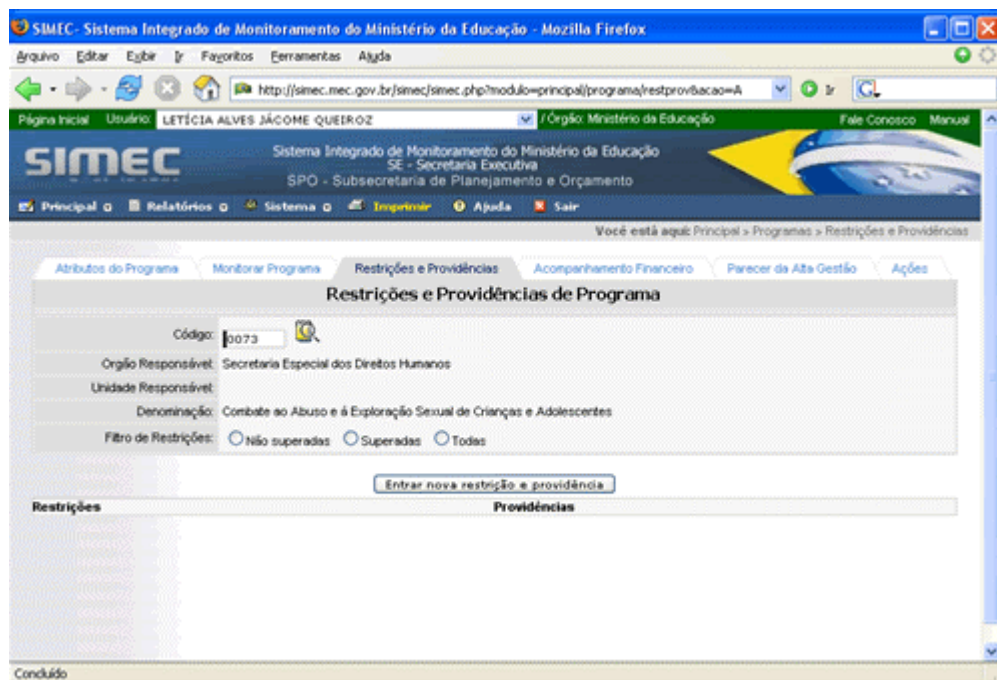 SIMEC- Sistema Integrado de Monitoramento do Ministério da Educação - Mozilla Firefox
Arquivo Editar Exibir Ir Favoritos Ferramentas Ajuda
http://simec.mec.gov.br/simec/simec.php?modulo=principal/programa/restprov&acao=A Ir
Página Inicial Usuário: LETÍCIA ALVES JÁCOME QUEIROZ / Órgão: Ministério da Educação Fale Conosco Manual
SIMEC
Sistema Integrado de Monitoramento do Ministério da Educação
SE - Secretaria Executiva
SPO - Subsecretaria de Planejamento e Orçamento
Principal Relatórios Sistema Imprimir Ajuda Sair
Você está aqui: Principal » Programas » Restrições e Providências
Atributos do Programa Monitorar Programa Restrições e Providências Acompanhamento Financeiro Parecer da Alta Gestão Ações
Restrições e Providências de Programa
Código: 0073
Orgão Responsável: Secretaria Especial dos Direitos Humanos
Unidade Responsável:
Denominação: Combate ao Abuso e á Exploração Sexual de Crianças e Adolescentes
Filtro de Restrições: Não superadas Superadas Todas
Entrar nova restrição e providência
Restrições Providências
Concluído